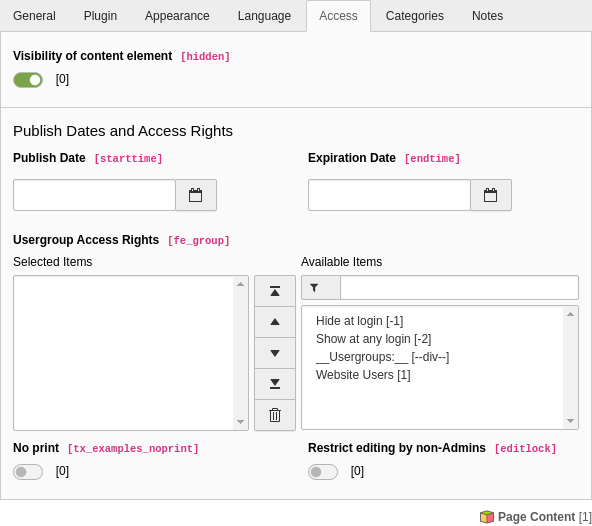 General Plugin Appearance Language Access Categories Notes
Visibility of content element [hidden]
[0]
Publish Dates and Access Rights
Publish Date [starttime] Expiration Date [endtime]
Usergroup Access Rights [fe_group]
Selected Items Available Items
Hide at login [-1]
Show at any login [-2]
__Usergroups:__ [--div--]
Website Users [1]
No print [tx_examples_noprint] Restrict editing by non-Admins [editlock]
[0] [0]
Page Content [1]